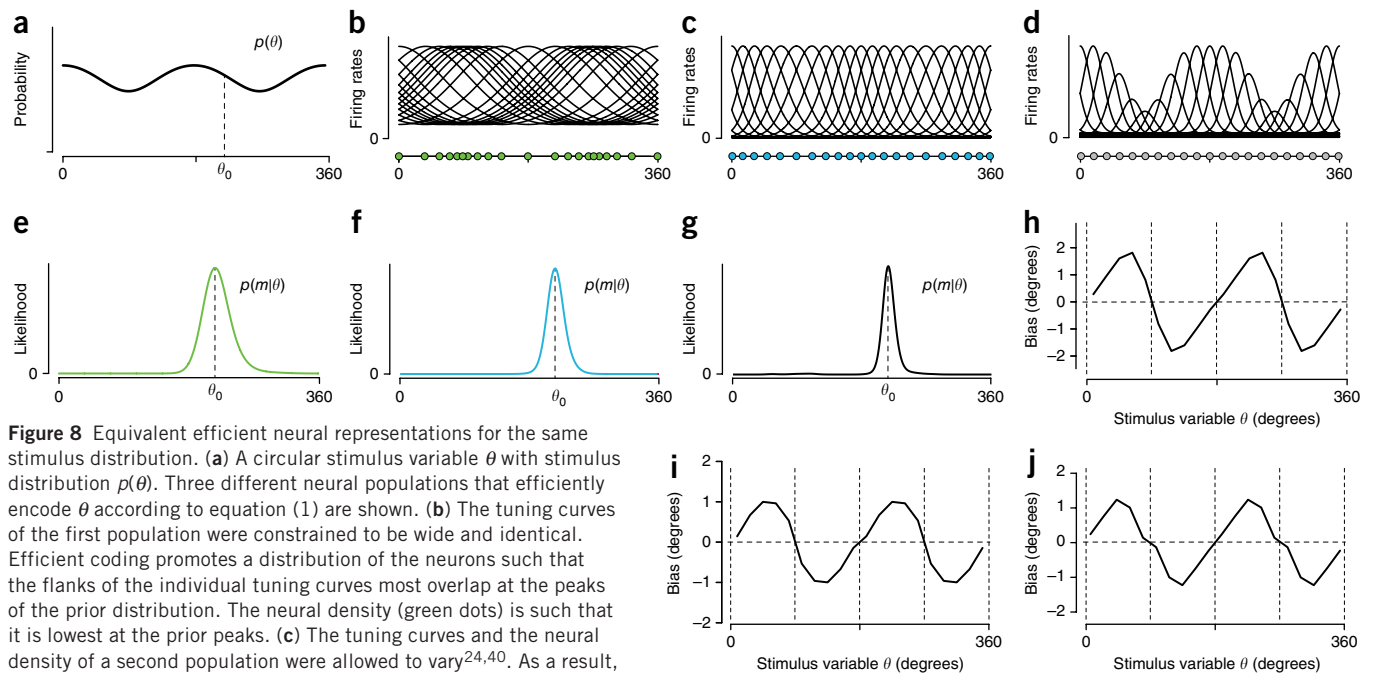 a
Probability
p(θ)
0
θ0
360
b
Firing rates
0
0
360
c
Firing rates
0
0
360
d
Firing rates
0
0
360
e
Likelihood
p(m|θ)
0
0
θ0
360
f
Likelihood
p(m|θ)
0
0
θ0
360
g
Likelihood
p(m|θ)
0
0
θ0
360
h
Bias (degrees)
2
1
0
–1
–2
0
360
Stimulus variable θ (degrees)
Figure 8 Equivalent efficient neural representations for the same
stimulus distribution. (a) A circular stimulus variable θ with stimulus
distribution p(θ). Three different neural populations that efficiently
encode θ according to equation (1) are shown. (b) The tuning curves
of the first population were constrained to be wide and identical.
Efficient coding promotes a distribution of the neurons such that
the flanks of the individual tuning curves most overlap at the peaks
of the prior distribution. The neural density (green dots) is such that
it is lowest at the prior peaks. (c) The tuning curves and the neural
density of a second population were allowed to vary24,40. As a result,
i
Bias (degrees)
2
1
0
–1
–2
0
360
Stimulus variable θ (degrees)
j
Bias (degrees)
2
1
0
–1
–2
0
360
Stimulus variable θ (degrees)